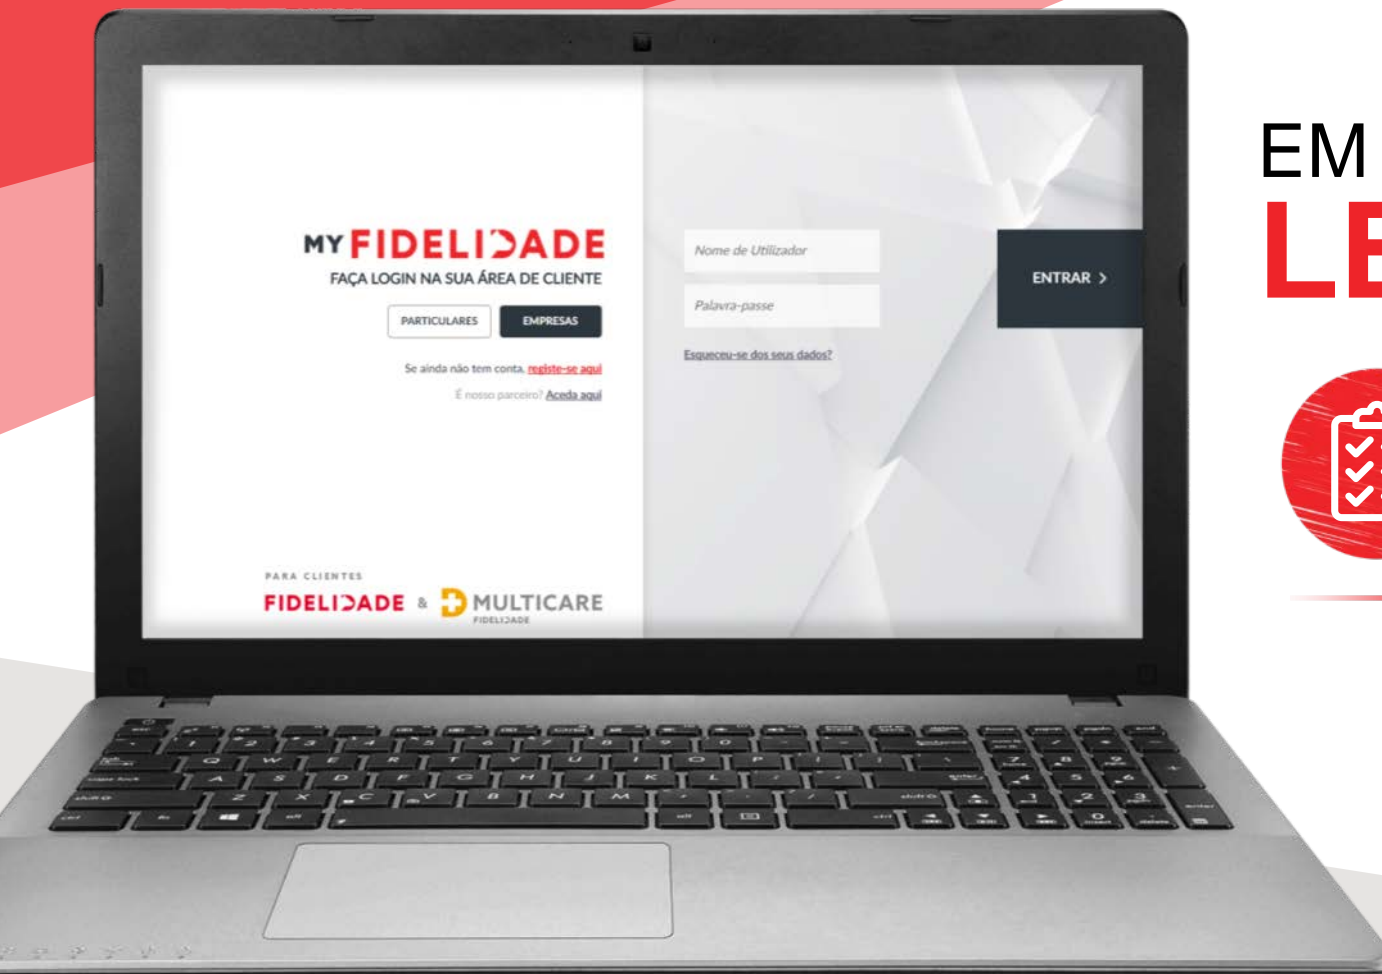 MY FIDELIDADE
FAÇA LOGIN NA SUA ÁREA DE CLIENTE
PARTICULARES
EMPRESAS
Se ainda não tem conta, registe-se aqui
É nosso parceiro? Aceda aqui
PARA CLIENTES
FIDELIDADE & MULTICARE
FIDELIDADE
Nome de Utilizador
Palavra-passe
Esqueceu-se dos seus dados?
ENTRAR >
EM
LE